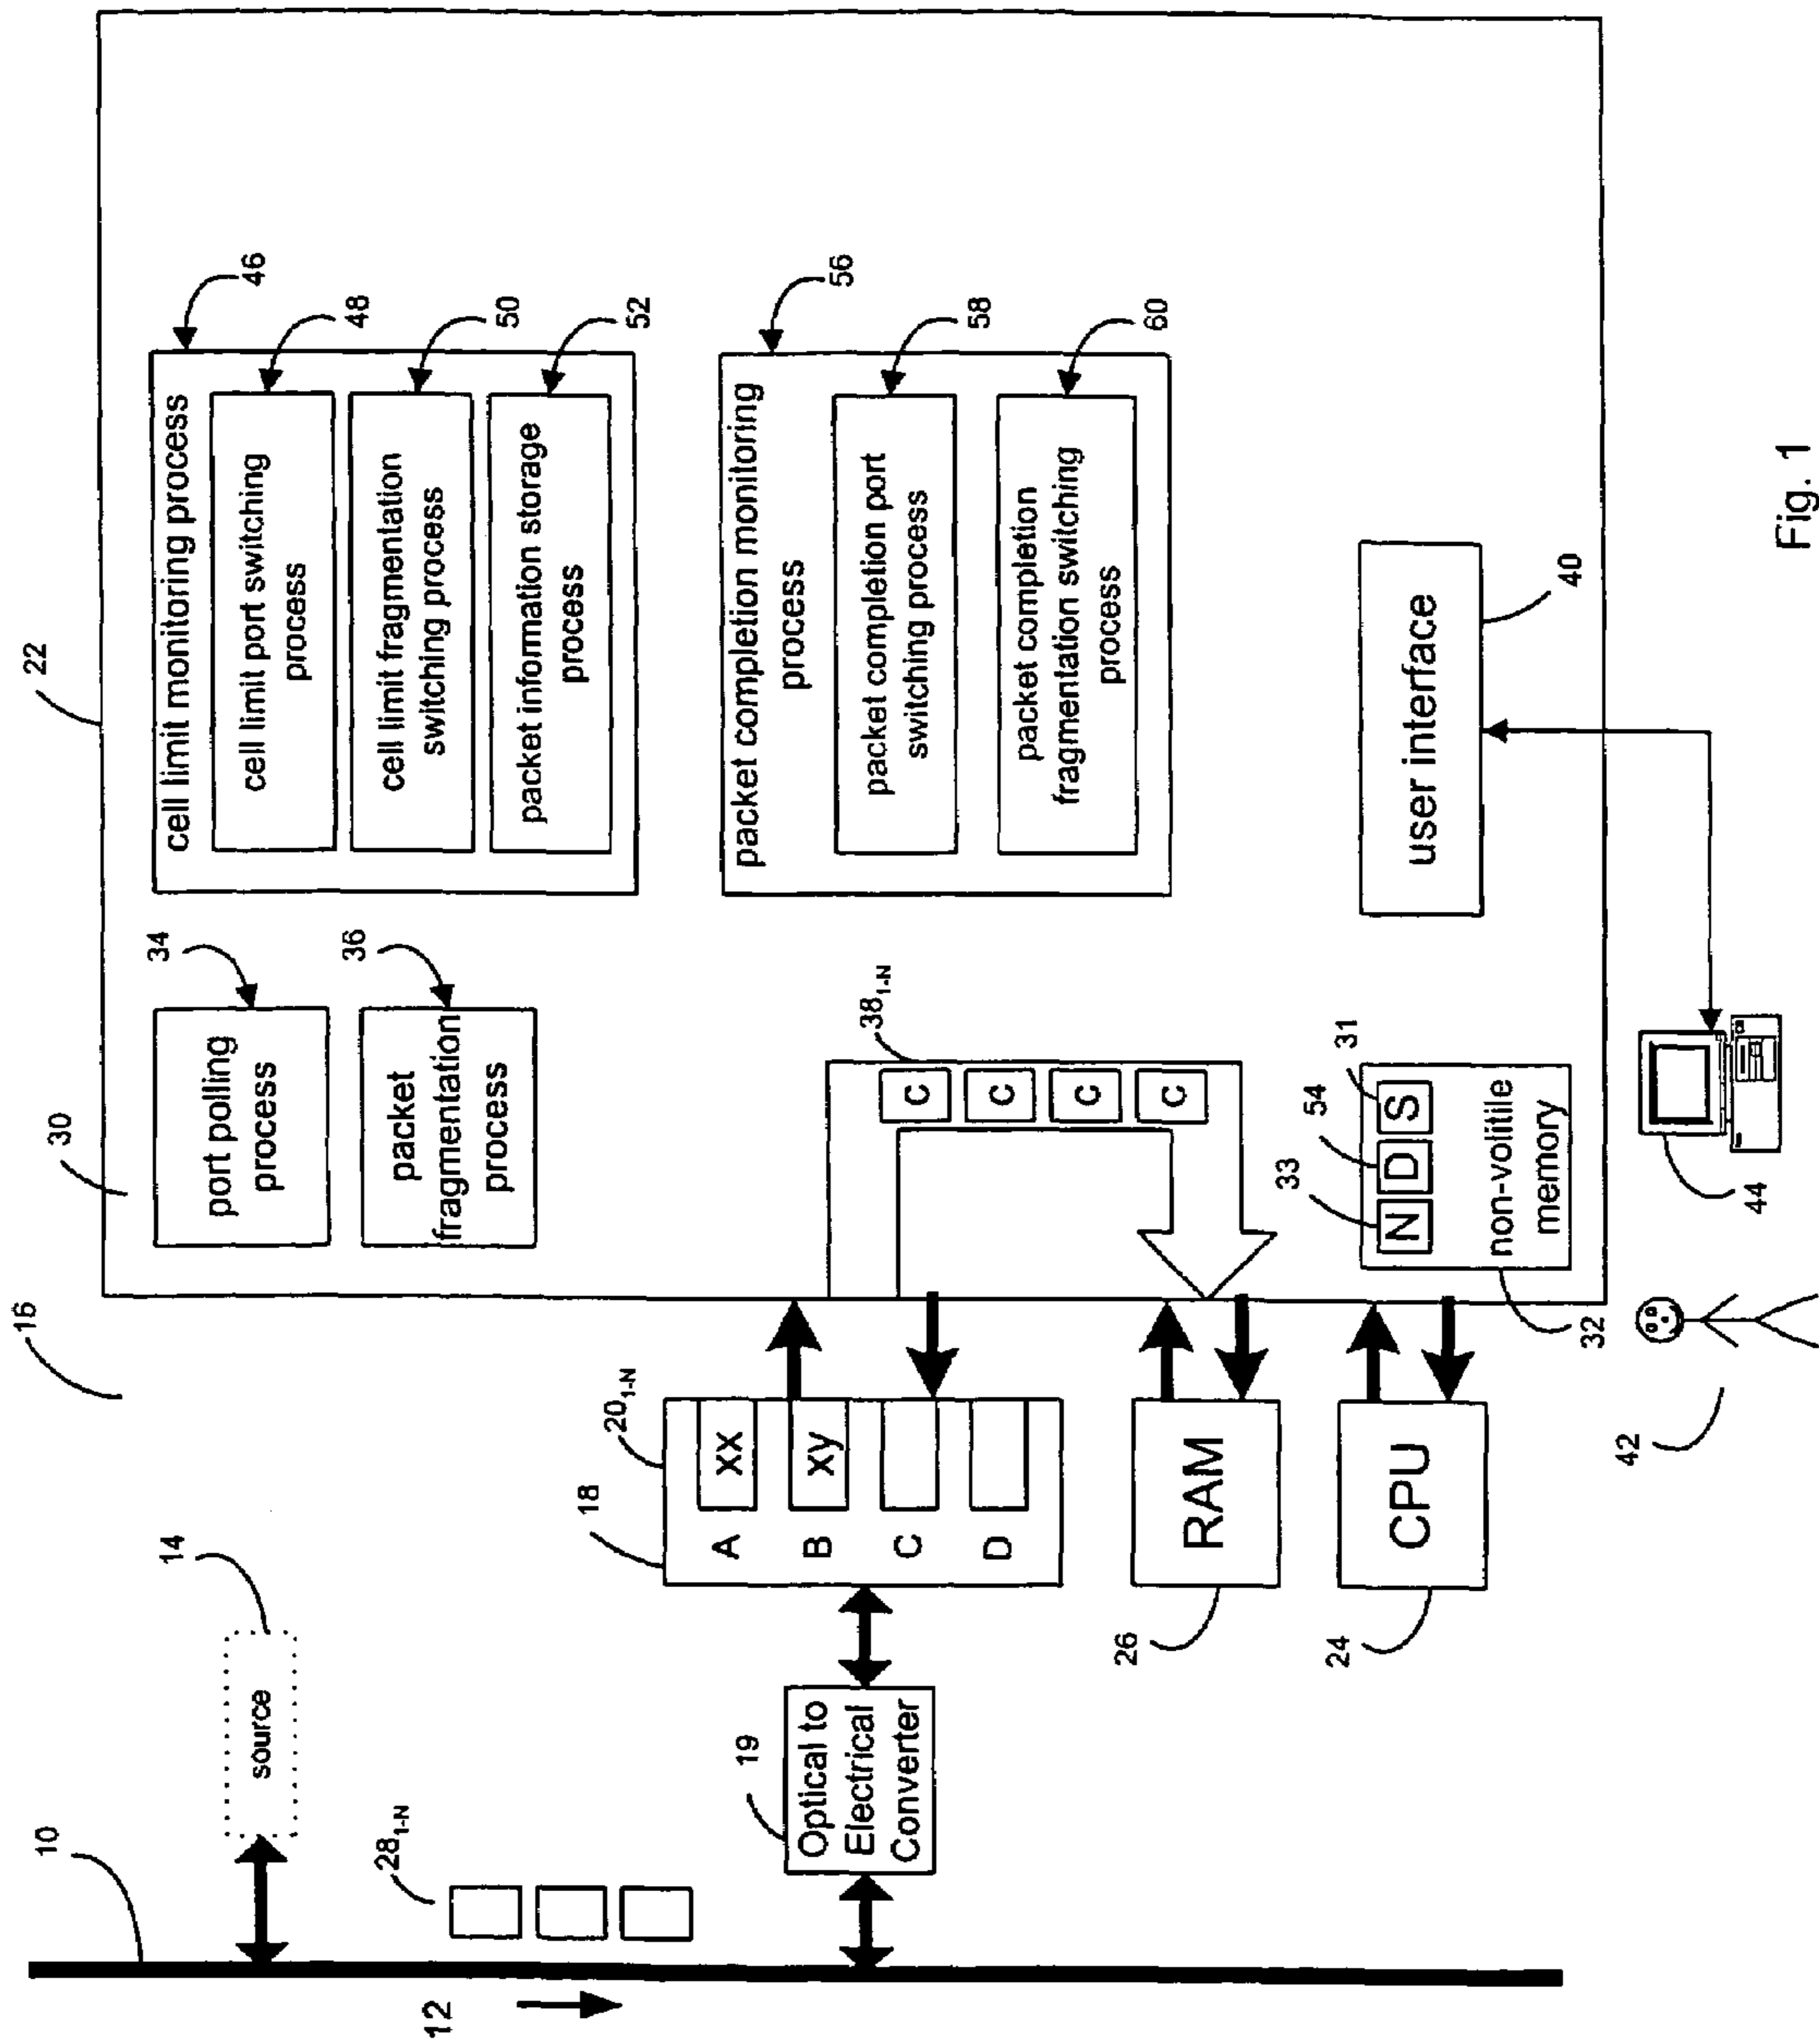 10
12
source
14
28₁₋N
16
19
Optical to
Electrical
Converter
18
20₁₋N
A
xx
B
xy
C
D
RAM
26
CPU
24
22
30
port polling
process
34
packet
fragmentation
process
36
cell limit monitoring process
46
cell limit port switching
process
48
cell limit fragmentation
switching process
50
packet information storage
process
52
packet completion monitoring
process
56
packet completion port
switching process
58
packet completion
fragmentation switching
process
60
38₁₋N
C
C
C
C
33
54
31
N
D
S
non-volitile
memory
32
user interface
40
42
44
Fig. 1